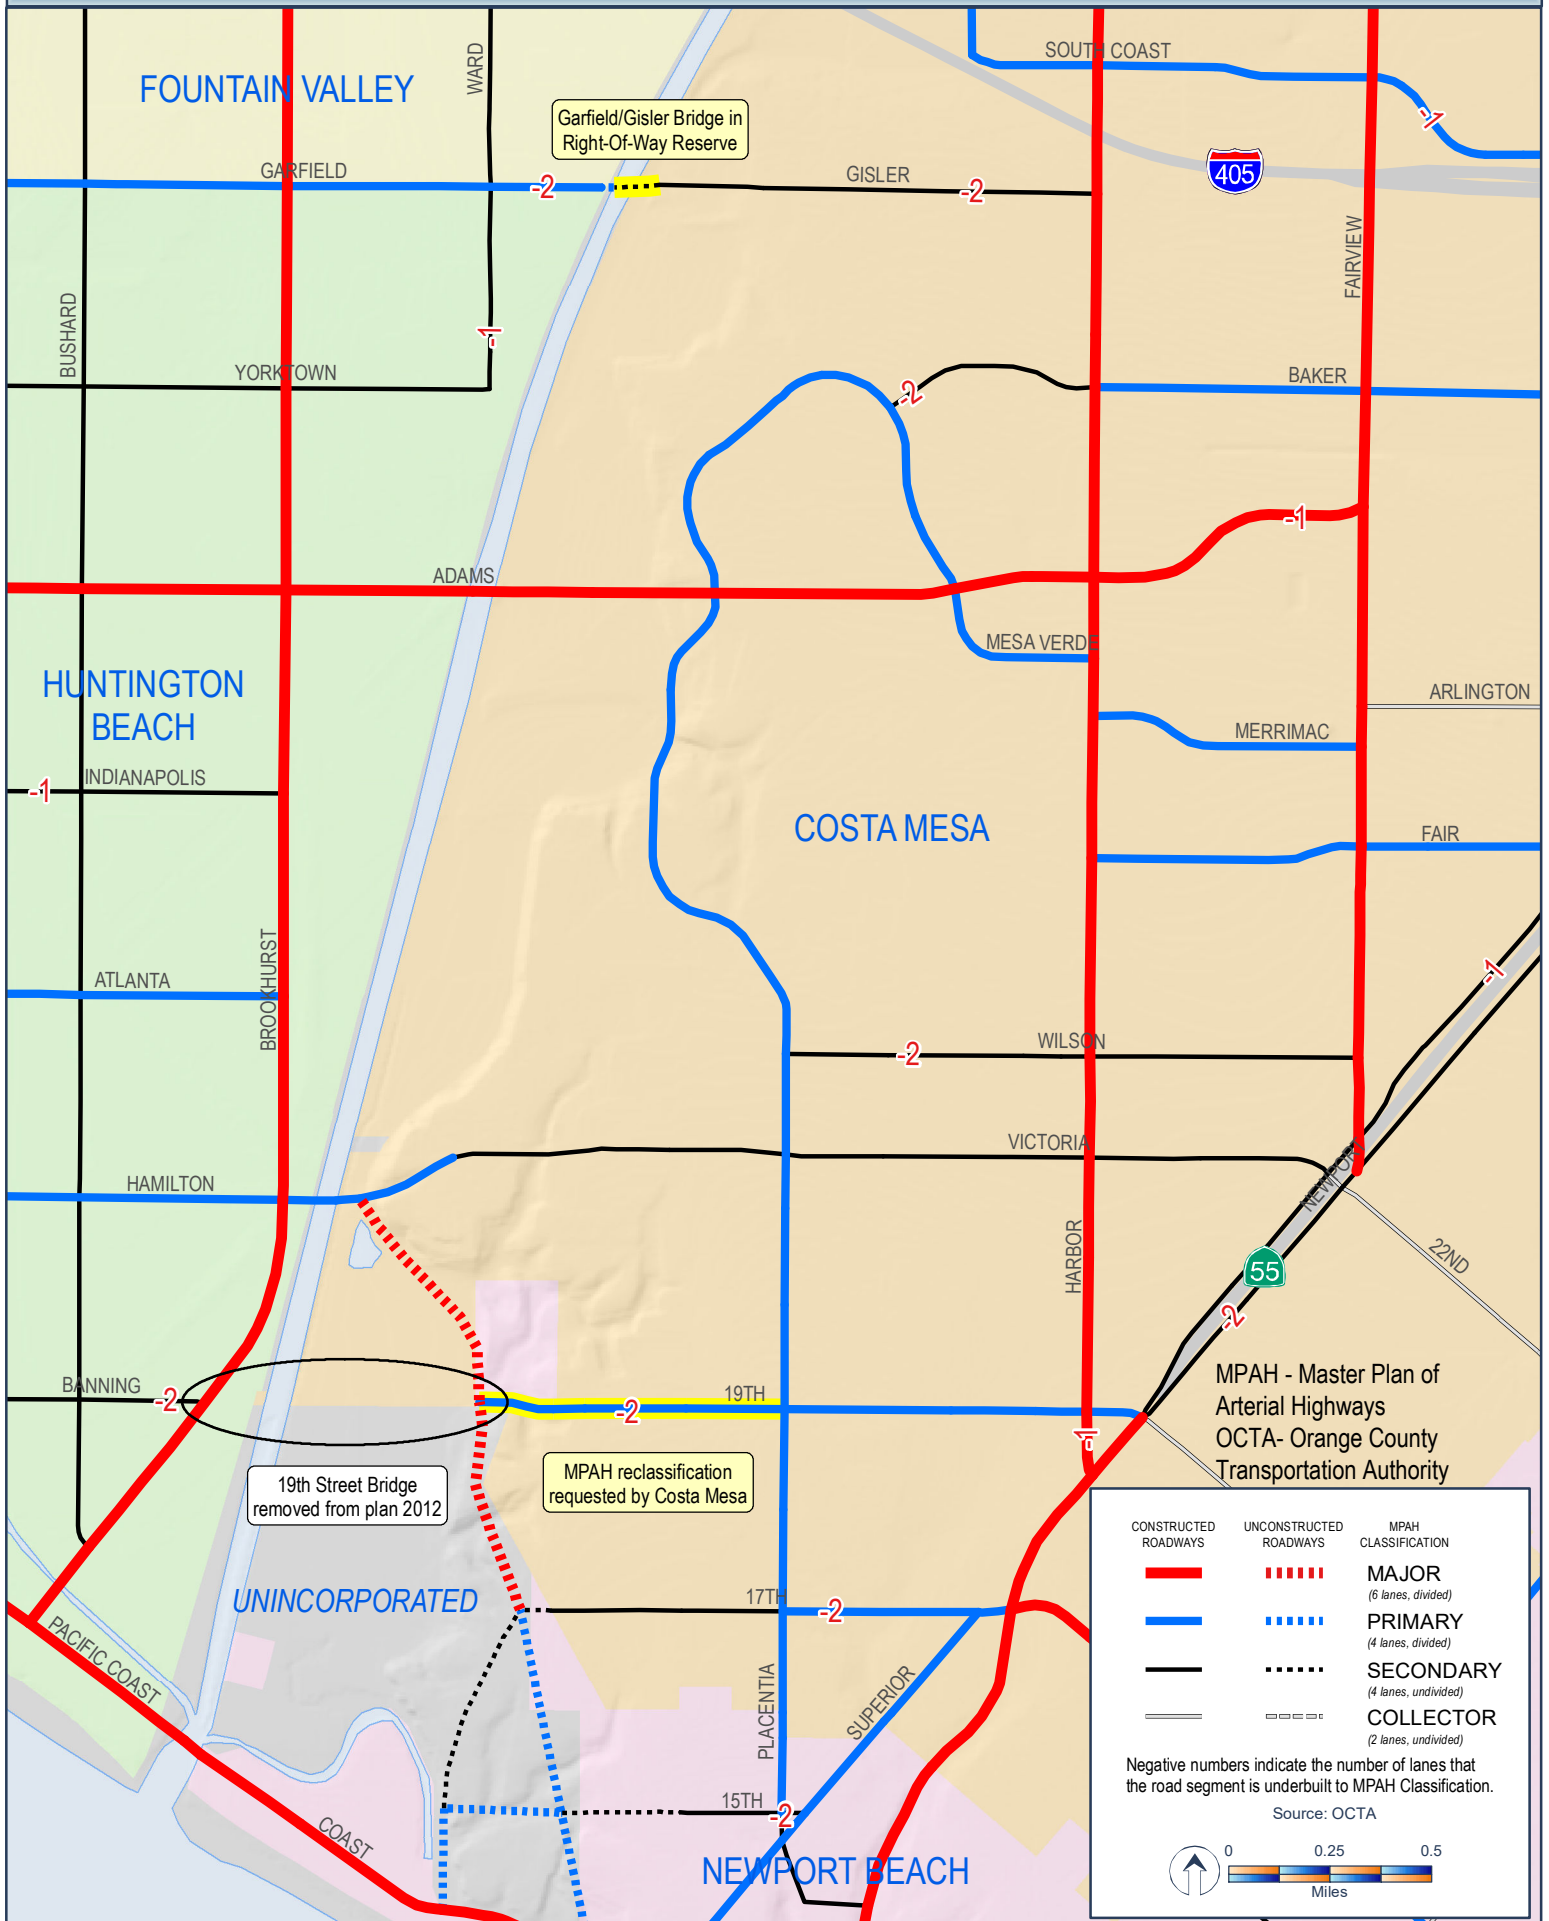 SOUTH COAST
WARD
FOUNTAIN VALLEY
Garfield/Gisler Bridge in
Right-Of-Way Reserve
-1
GARFIELD
-2
GISLER
-2
405
FAIRVIEW
BUSHARD
-1
YORKTOWN
-2
BAKER
-1
ADAMS
MESA VERDE
HUNTINGTON
BEACH
ARLINGTON
MERRIMAC
INDIANAPOLIS
-1
COSTA MESA
FAIR
BROOKHURST
ATLANTA
-1
WILSON
-2
VICTORIA
HAMILTON
NEWPORT
HARBOR
22ND
55
-2
BANNING
-2
19TH
-2
-1
MPAH - Master Plan of
Arterial Highways
OCTA- Orange County
Transportation Authority
19th Street Bridge
removed from plan 2012
MPAH reclassification
requested by Costa Mesa
UNINCORPORATED
17TH
-2
PACIFIC COAST
PLACENTIA
SUPERIOR
15TH
-2
COAST
NEWPORT BEACH
CONSTRUCTED
ROADWAYS
UNCONSTRUCTED
ROADWAYS
MPAH
CLASSIFICATION
MAJOR
(6 lanes, divided)
PRIMARY
(4 lanes, divided)
SECONDARY
(4 lanes, undivided)
COLLECTOR
(2 lanes, undivided)
Negative numbers indicate the number of lanes that
the road segment is underbuilt to MPAH Classification.
Source: OCTA
0 0.25 0.5
Miles